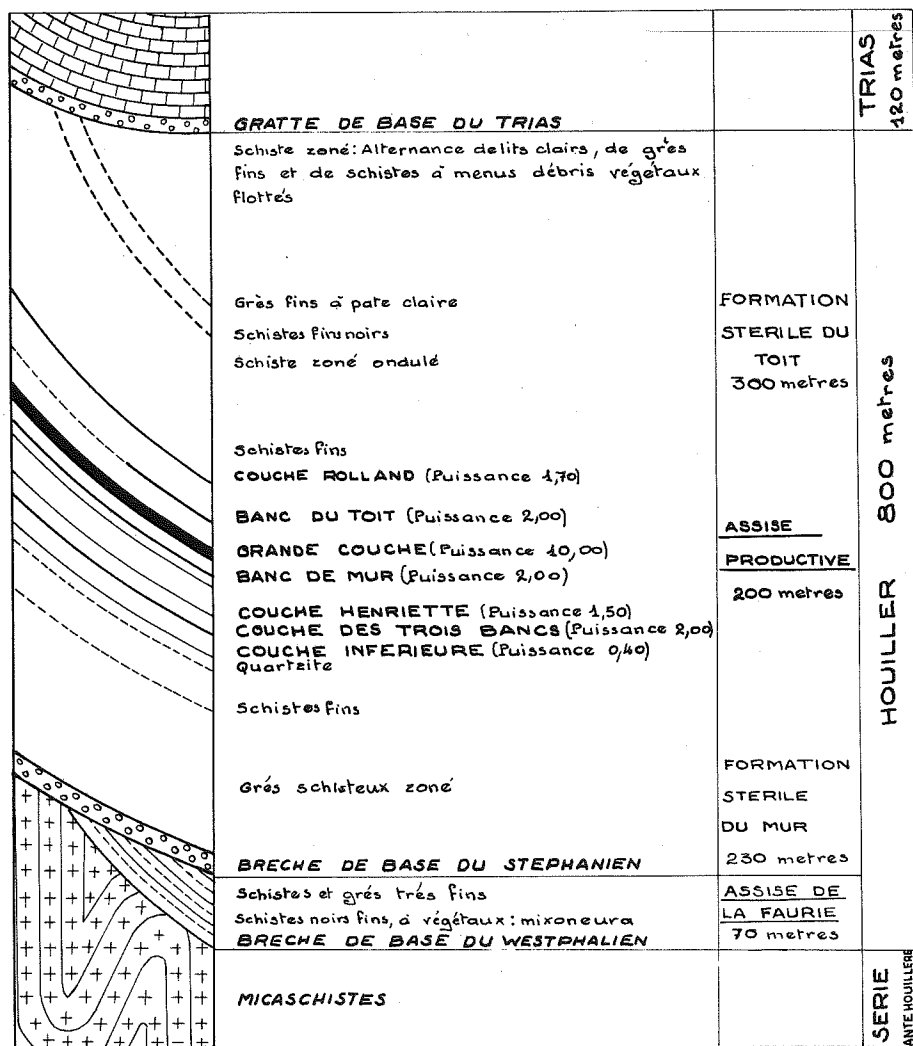 GRATTE DE BASE DU TRIAS
Schiste zoné: Alternance delits clairs, de grès
fins et de schistes à menus débris végétaux
flottés
Grès fins à pate claire
Schistes fins noirs
Schiste zoné ondulé
Schistes fins
COUCHE ROLLAND (Puissance 1,70)
BANC DU TOIT (Puissance 2,00)
GRANDE COUCHE (Puissance 10,00)
BANC DE MUR (Puissance 2,00)
COUCHE HENRIETTE (Puissance 1,50)
COUCHE DES TROIS BANCS (Puissance 2,00)
COUCHE INFERIEURE (Puissance 0,40)
Quartzite
Schistes fins
Grés schisteux zoné
BRECHE DE BASE DU STEPHANIEN
Schistes et grés trés fins
Schistes noirs fins, à végétaux: mixoneura
BRECHE DE BASE DU WESTPHALIEN
MICASCHISTES
FORMATION
STERILE DU
TOIT
300 metres
ASSISE
PRODUCTIVE
200 metres
FORMATION
STERILE
DU MUR
230 metres
ASSISE DE
LA FAURIE
70 metres
TRIAS
120 metres
HOUILLER 800 metres
SERIE
ANTE HOUILLERE